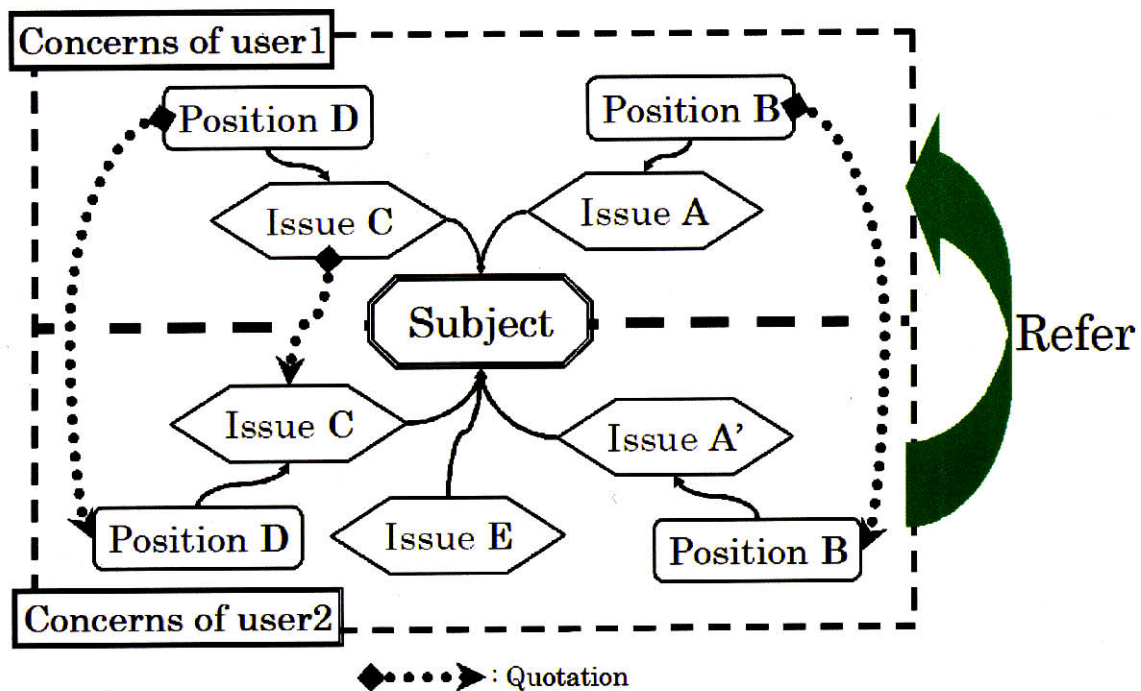 Concerns of user1
Position D
Position B
Issue C
Issue A
Subject
Refer
Issue C
Issue A'
Position D
Issue E
Position B
Concerns of user2
: Quotation